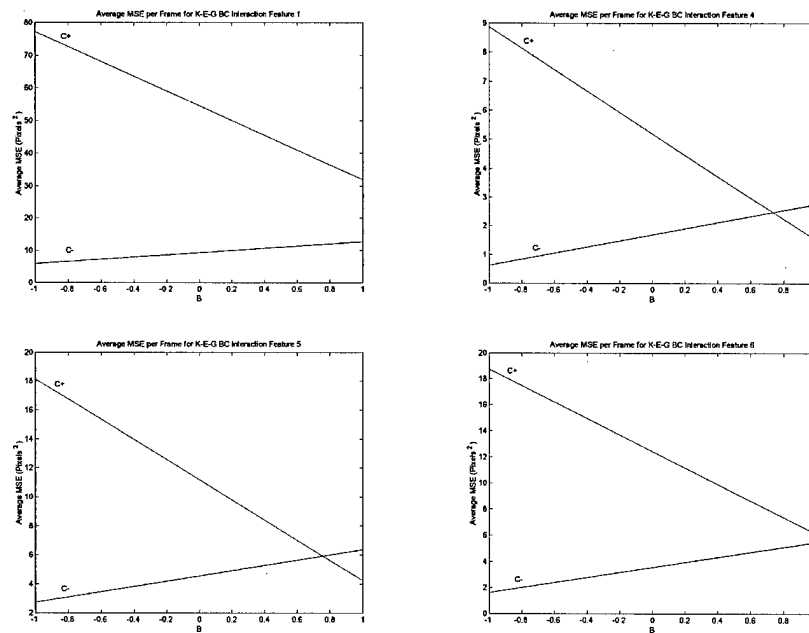 Average MSE per Frame for K-E-G BC Interaction Feature 1
80
70
60
50
40
30
20
10
0
Average MSE (Pixels ²)
C+
C-
-1 -0.8 -0.6 -0.4 -0.2 0 0.2 0.4 0.6 0.8 1
B
Average MSE per Frame for K-E-G BC Interaction Feature 4
9
8
7
6
5
4
3
2
1
0
Average MSE (Pixels ²)
C+
C-
-1 -0.8 -0.6 -0.4 -0.2 0 0.2 0.4 0.6 0.8
B
Average MSE per Frame for K-E-G BC Interaction Feature 5
20
18
16
14
12
10
8
6
4
2
Average MSE (Pixels ²)
C+
C-
-1 -0.8 -0.6 -0.4 -0.2 0 0.2 0.4 0.6 0.8 1
B
Average MSE per Frame for K-E-G BC Interaction Feature 6
20
18
16
14
12
10
8
6
4
2
0
Average MSE (Pixels ²)
C+
C-
-1 -0.8 -0.6 -0.4 -0.2 0 0.2 0.4 0.6 0.8
B